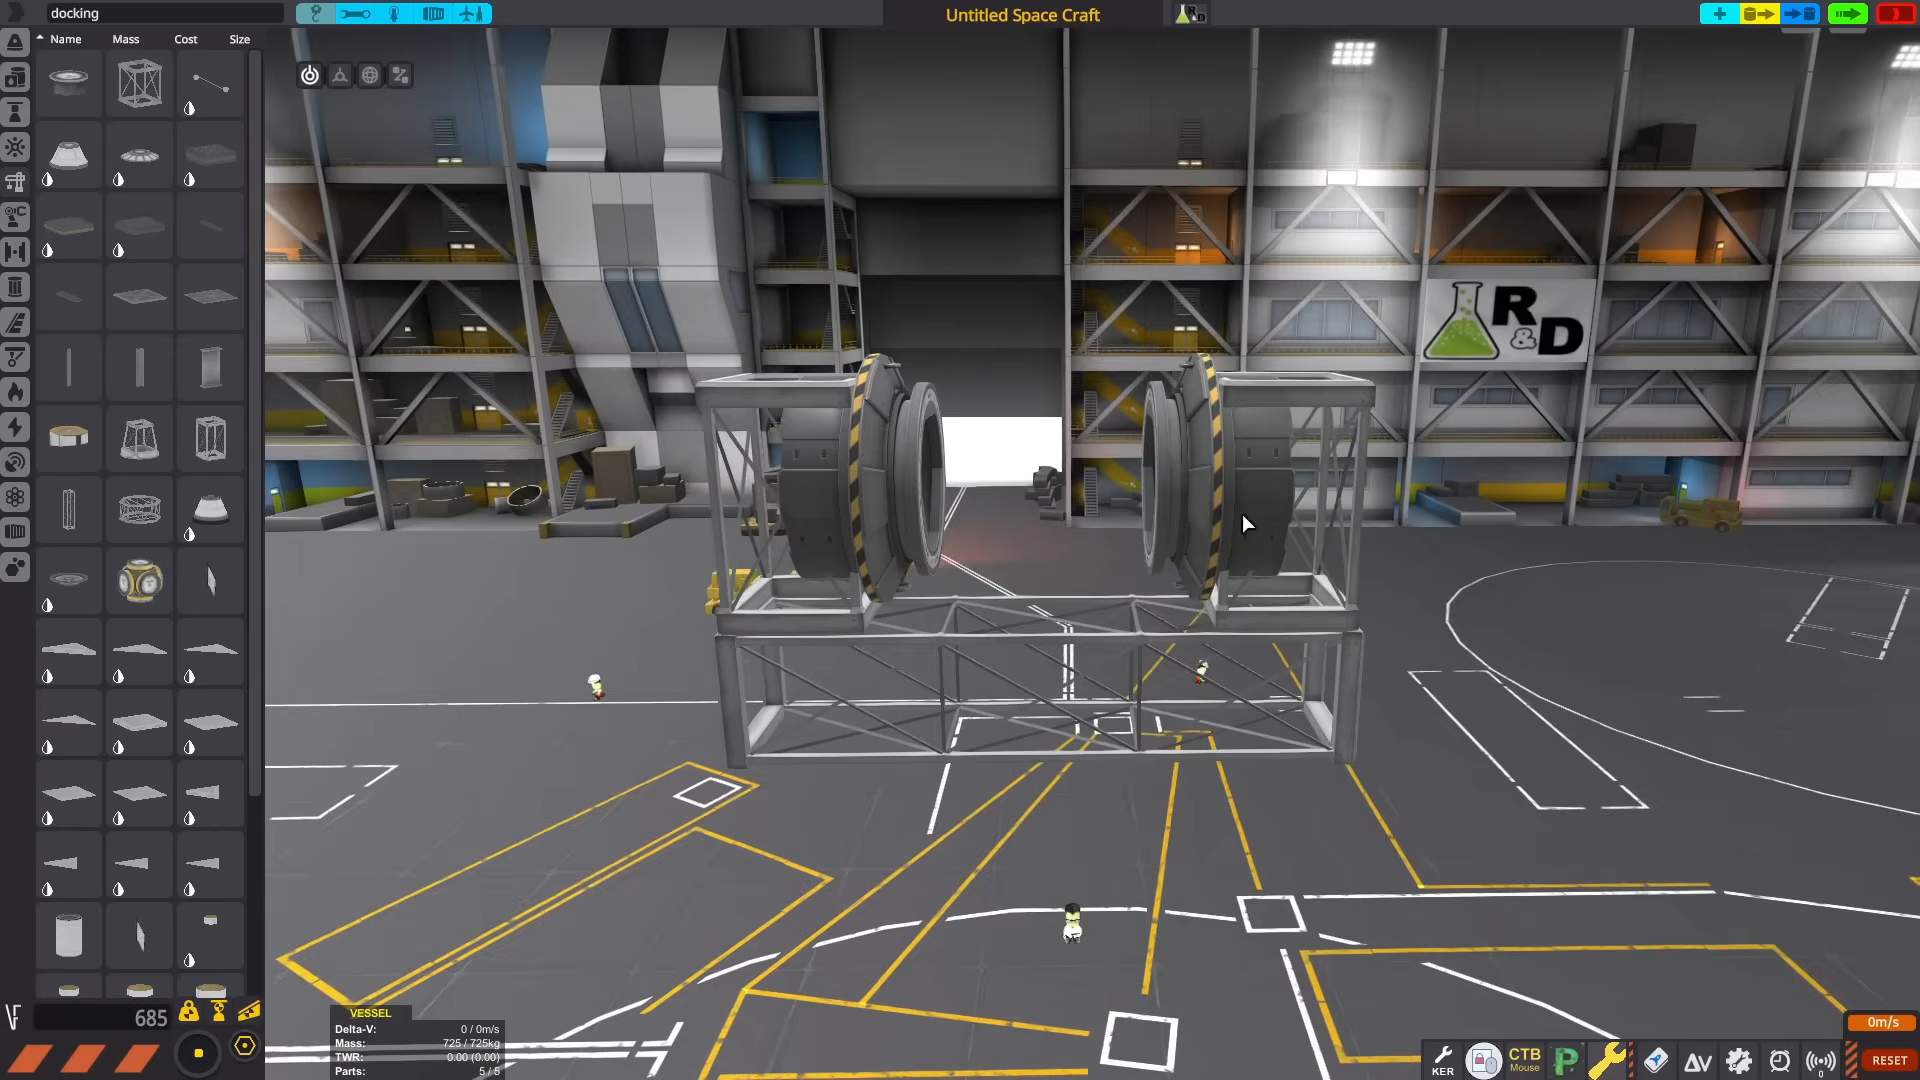 docking
Untitled Space Craft
R&D
Name Mass Cost Size
R&D
685
VESSEL
Delta-V: 0 / 0m/s
Mass: 725 / 725kg
TWR: 0.00 (0.00)
Parts: 5 / 5
0m/s
KER
CTB
Mouse
P
ΔV
0
RESET